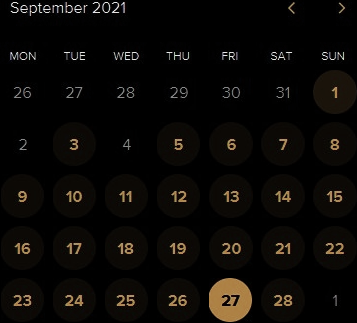 September 2021 < >
MON TUE WED THU FRI SAT SUN
26 27 28 29 30 31 1
2 3 4 5 6 7 8
9 10 11 12 13 14 15
16 17 18 19 20 21 22
23 24 25 26 27 28 1